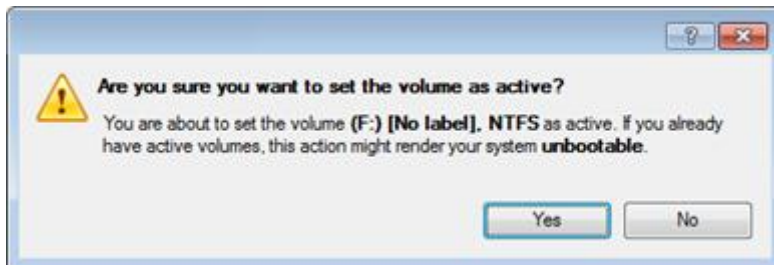 Are you sure you want to set the volume as active?
You are about to set the volume (F:) [No label], NTFS as active. If you already
have active volumes, this action might render your system unbootable.
Yes No